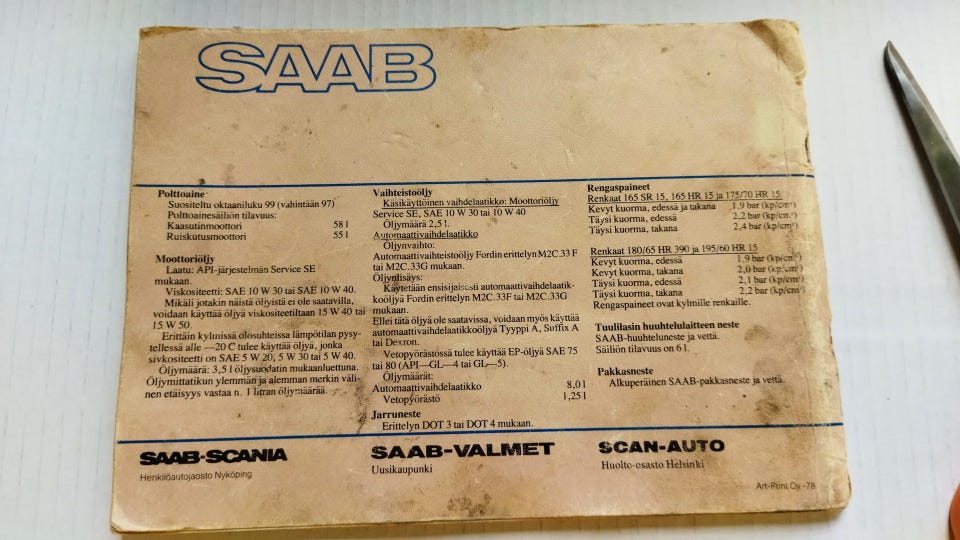 SAAB
Polttoaine
Suositeltu oktaaniluku 99 (vähintään 97)
Polttoainesäiliön tilavuus:
Kaasutinmoottori 58 l
Ruiskutusmoottori 55 l
Moottoriöljy
Laatu: API-järjestelmän Service SE
mukaan.
Viskositeetti: SAE 10 W 30 tai SAE 10 W 40.
Mikäli jotakin näistä öljyistä ei ole saatavilla,
voidaan käyttää öljyä viskositeetiltaan 15 W 40 tai
15 W 50.
Erittäin kylmissä olosuhteissa lämpötilan pysy-
tellessä alle —20 C tulee käyttää öljyä, jonka
sivkositeetti on SAE 5 W 20, 5 W 30 tai 5 W 40.
Öljymäärä: 3,5 l öljysuodatin mukaanluettuna.
Öljymittatikun ylemmän ja alemman merkin väli-
nen etäisyys vastaa n. 1 litran öljymäärää.
Vaihteistoöljy
Käsikäyttöinen vaihdelaatikko: Moottoriöljy
Service SE, SAE 10 W 30 tai 10 W 40
Öljymäärä 2,5 l.
Automaattivaihdelaatikko
Öljynvaihto:
Automaattivaihteistoöljy Fordin erittelyn M2C.33 F
tai M2C.33G mukaan.
Öljynlisäys:
Käytetään ensisijaisesti automaattivaihdelaatik-
koöljyä Fordin erittelyn M2C.33F tai M2C.33G
mukaan.
Ellei tätä öljyä ole saatavissa, voidaan myös käyttää
automaattivaihdelaatikkoöljyä Tyyppi A, Suffix A
tai Dexron.
Vetopyörästössä tulee käyttää EP-öljyä SAE 75
tai 80 (API—GL—4 tai GL—5).
Öljymäärät:
Automaattivaihdelaatikko 8,0 l
Vetopyörästö 1,25 l
Jarruneste
Erittelyn DOT 3 tai DOT 4 mukaan.
Rengaspaineet
Renkaat 165 SR 15, 165 HR 15 ja 175/70 HR 15:
Kevyt kuorma, edessä ja takana 1,9 bar (kp/cm²)
Täysi kuorma, edessä 2,2 bar (kp/cm²)
Täysi kuorma, takana 2,4 bar (kp/cm²)
Renkaat 180/65 HR 390 ja 195/60 HR 15
Kevyt kuorma, edessä 1,9 bar (kp/cm²)
Kevyt kuorma, takana 2,0 bar (kp/cm²)
Täysi kuorma, edessä 2,1 bar (kp/cm²)
Täysi kuorma, takana 2,2 bar (kp/cm²)
Rengaspaineet ovat kylmille renkaille.
Tuulilasin huuhtelulaitteen neste
SAAB-huuhteluneste ja vettä.
Säiliön tilavuus on 6 l.
Pakkasneste
Alkuperäinen SAAB-pakkasneste ja vettä.
SAAB-SCANIA
Henkilöautojaosto Nyköping
SAAB-VALMET
Uusikaupunki
SCAN-AUTO
Huolto-osasto Helsinki
Art-Print Oy -78